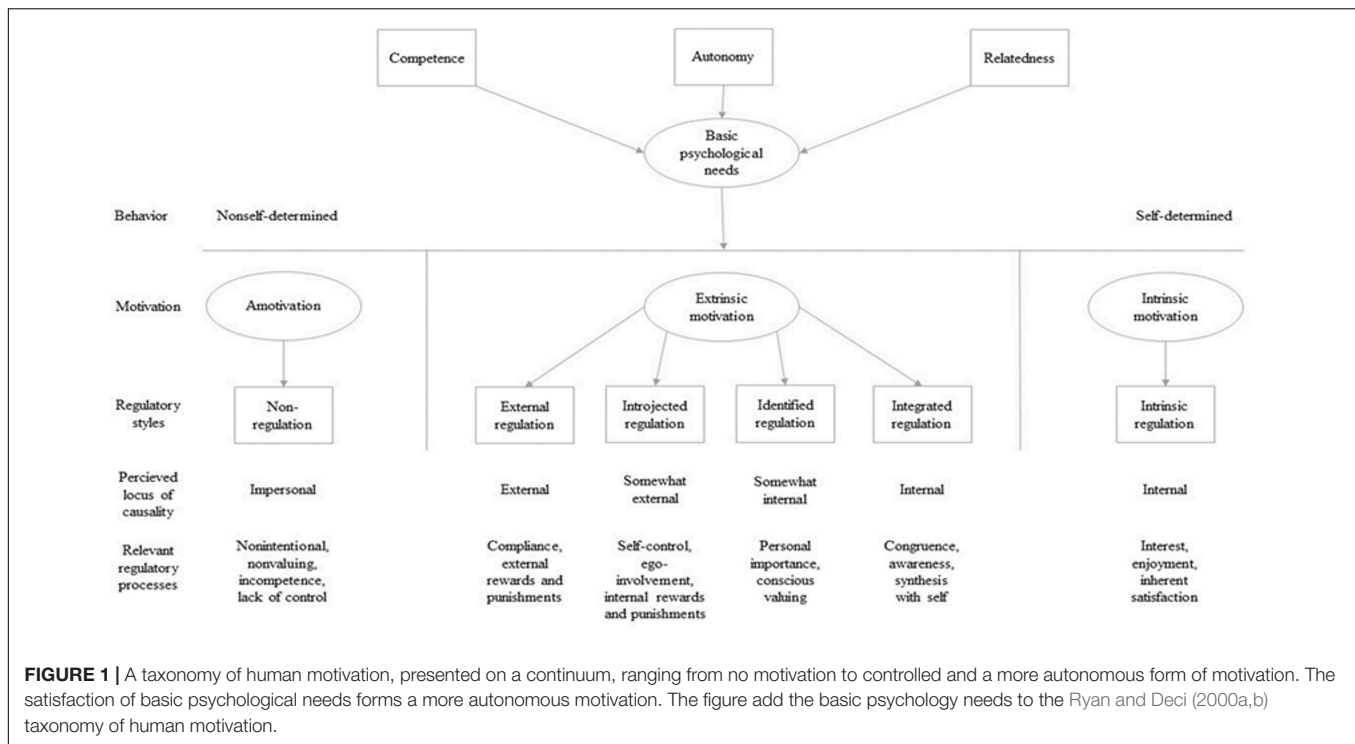 Competence
Autonomy
Relatedness
Basic
psychological
needs
Behavior
Nonself-determined
Self-determined
Motivation
Amotivation
Extrinsic
motivation
Intrinsic
motivation
Regulatory
styles
Non-
regulation
External
regulation
Introjected
regulation
Identified
regulation
Integrated
regulation
Intrinsic
regulation
Percieved
locus of
causality
Impersonal
External
Somewhat
external
Somewhat
internal
Internal
Internal
Relevant
regulatory
processes
Nonintentional,
nonvaluing,
incompetence,
lack of control
Compliance,
external
rewards and
punishments
Self-control,
ego-
involvement,
internal rewards
and punishments
Personal
importance,
conscious
valuing
Congruence,
awareness,
synthesis
with self
Interest,
enjoyment,
inherent
satisfaction
FIGURE 1 | A taxonomy of human motivation, presented on a continuum, ranging from no motivation to controlled and a more autonomous form of motivation. The
satisfaction of basic psychological needs forms a more autonomous motivation. The figure add the basic psychology needs to the Ryan and Deci (2000a,b)
taxonomy of human motivation.